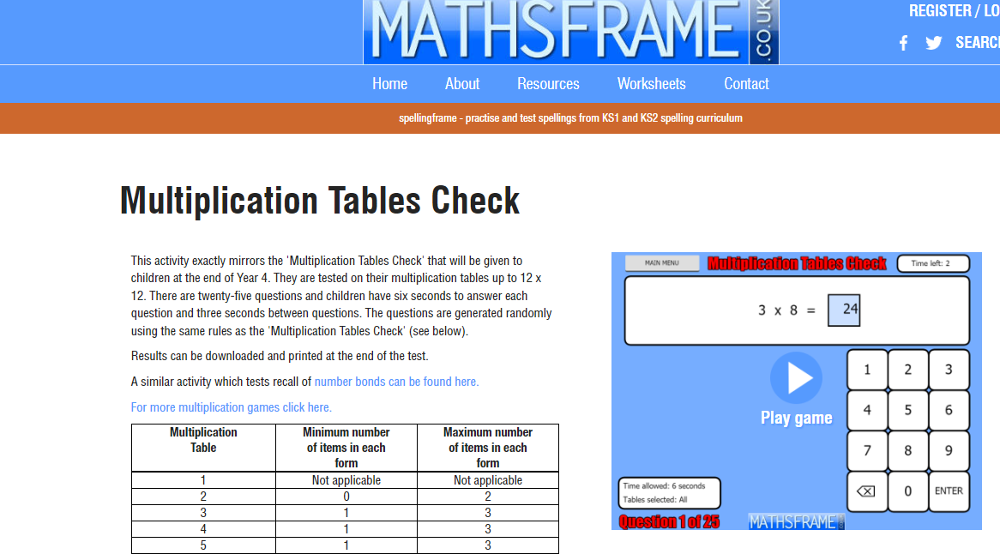 MATHSFRAME .CO.UK
REGISTER /
Home About Resources Worksheets Contact
spellingframe - practise and test spellings from KS1 and KS2 spelling curriculum
Multiplication Tables Check
This activity exactly mirrors the 'Multiplication Tables Check' that will be given to
children at the end of Year 4. They are tested on their multiplication tables up to 12 x
12. There are twenty-five questions and children have six seconds to answer each
question and three seconds between questions. The questions are generated randomly
using the same rules as the 'Multiplication Tables Check' (see below).
Results can be downloaded and printed at the end of the test.
A similar activity which tests recall of number bonds can be found here.
For more multiplication games click here.
Multiplication Table Minimum number of items in each form Maximum number of items in each form
1 Not applicable Not applicable
2 0 2
3 1 3
4 1 3
5 1 3
MAIN MENU Multiplication Tables Check Time left: 2
3 x 8 = 24
Play game
1 2 3
4 5 6
7 8 9
0 ENTER
Time allowed: 6 seconds
Tables selected: All
Question 1 of 25
MATHSFRAME